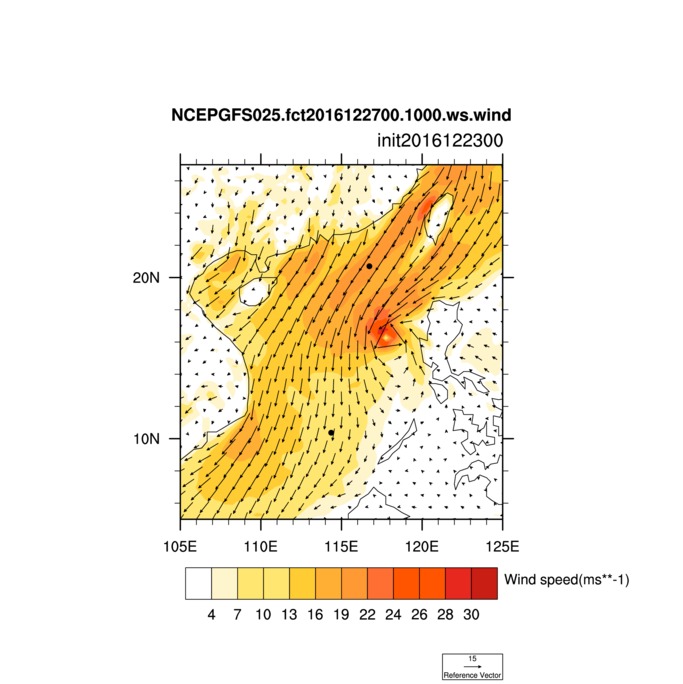 NCEPGFS025.fct2016122700.1000.ws.wind
init2016122300
20N
10N
105E 110E 115E 120E 125E
Wind speed(ms**-1)
4 7 10 13 16 19 22 24 26 28 30
15
Reference Vector